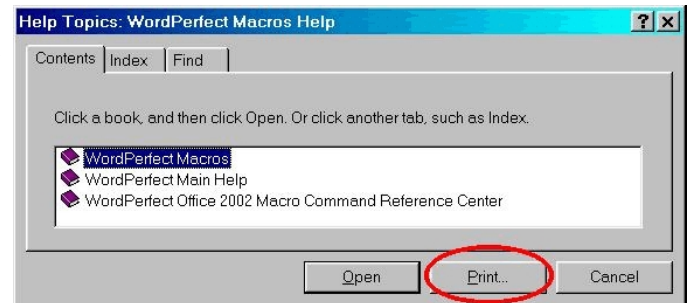 Help Topics: WordPerfect Macros Help
Contents Index Find
Click a book, and then click Open. Or click another tab, such as Index.
WordPerfect Macros
WordPerfect Main Help
WordPerfect Office 2002 Macro Command Reference Center
Open Print... Cancel